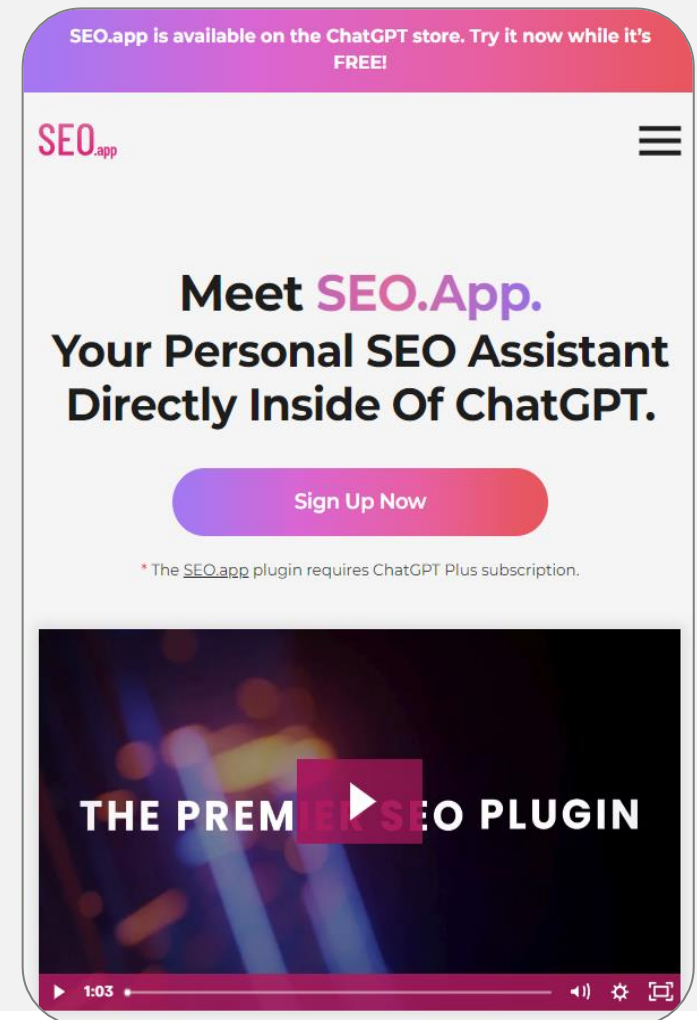 SEO.app is available on the ChatGPT store. Try it now while it's
FREE!
SEO.app
Meet SEO.App.
Your Personal SEO Assistant
Directly Inside Of ChatGPT.
Sign Up Now
* The SEO.app plugin requires ChatGPT Plus subscription.
THE PREMIER SEO PLUGIN
1:03